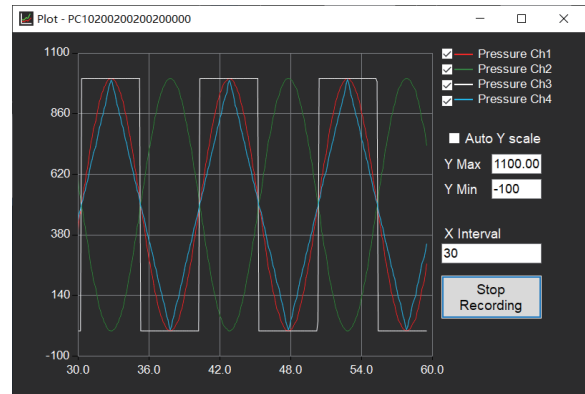 Plot - PC10200200200200000
1100
860
620
380
140
-100
30.0 36.0 42.0 48.0 54.0 60.0
Pressure Ch1
Pressure Ch2
Pressure Ch3
Pressure Ch4
Auto Y scale
Y Max 1100.00
Y Min -100
X Interval
30
Stop
Recording